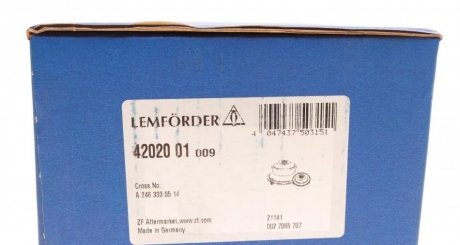 LEMFÖRDER
4 047437 503151
42020 01 009
Cross.No.:
A 246 333 05 14
ZF Aftermarket, www.zf.com
Made in Germany
21141
002 7065 707